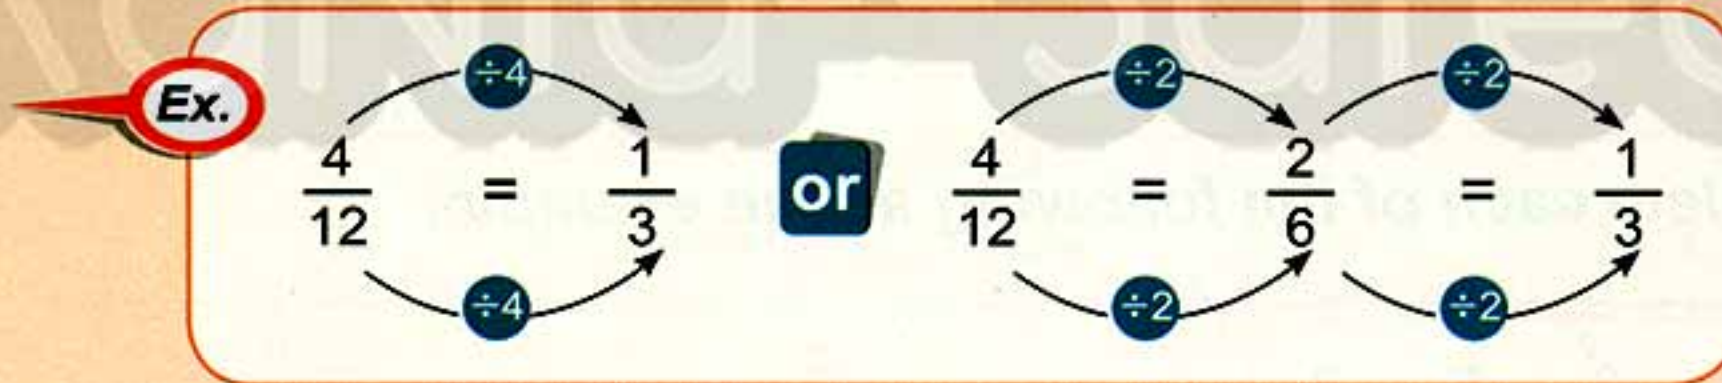 Ex.
÷4 ÷2 ÷2
4/12 = 1/3 or 4/12 = 2/6 = 1/3
÷4 ÷2 ÷2